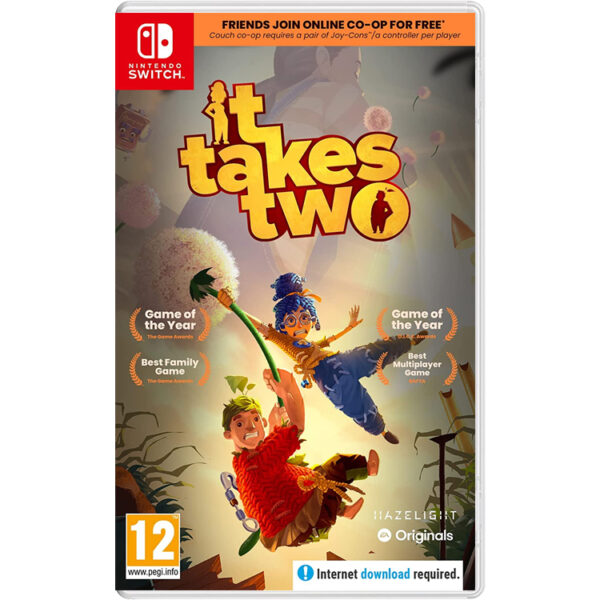 FRIENDS JOIN ONLINE CO-OP FOR FREE*
Couch co-op requires a pair of Joy-Cons™/a controller per player
NINTENDO
SWITCH™
it
takes
two
Game of
the Year
The Game Awards
Game of
the Year
D.I.C.E. Awards
Best Family
Game
The Game Awards
Best
Multiplayer
Game
BAFTA
HAZELIGHT
EA Originals
12
www.pegi.info
! Internet download required.